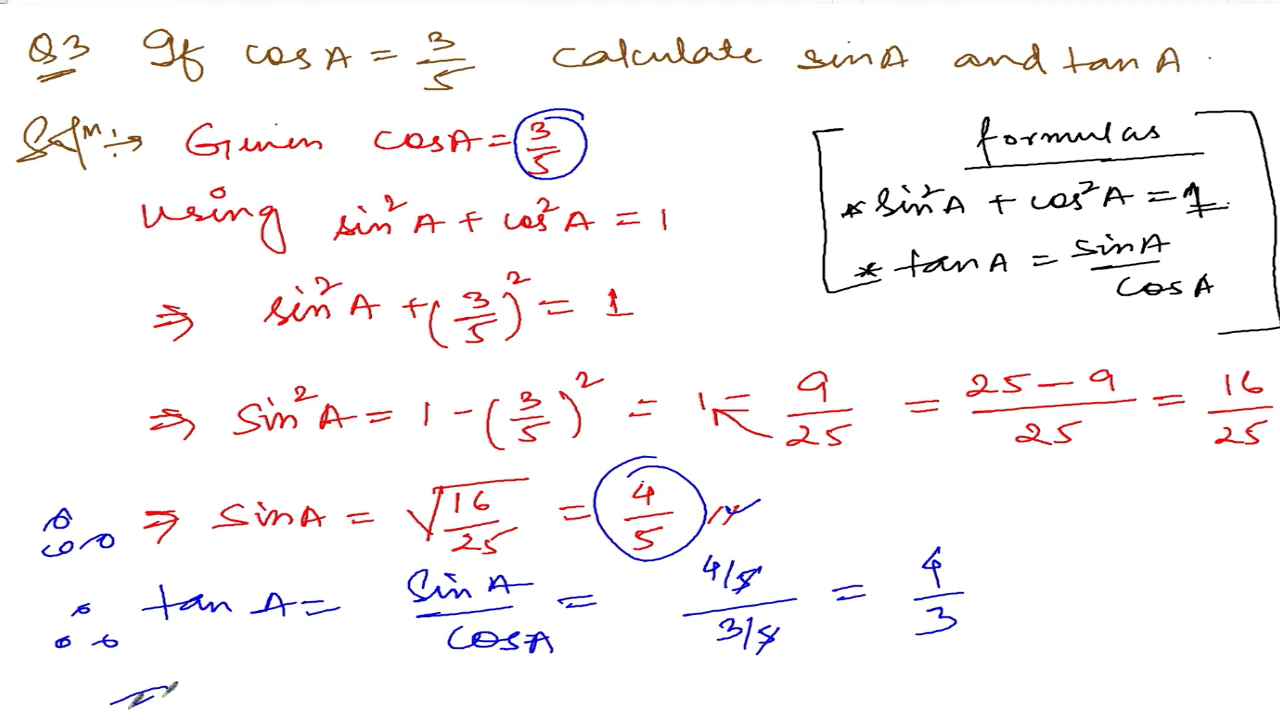 Q3 If cos A = 3/5 calculate sin A and tan A.
Solⁿ :→ Given cos A = 3/5
formulas
* sin²A + cos²A = 1
* tan A = sin A / cos A
using sin²A + cos²A = 1
⇒ sin²A + (3/5)² = 1
⇒ sin²A = 1 - (3/5)² = 1 - 9/25 = (25 - 9)/25 = 16/25
⇒ sin A = √(16/25) = 4/5
∴ tan A = sin A / cos A = (4/5)/(3/5) = 4/3